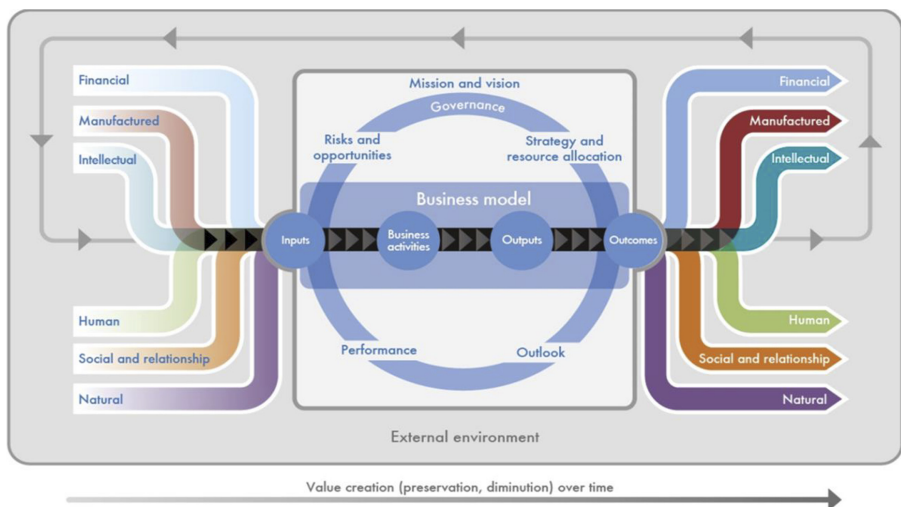 Financial
Manufactured
Intellectual
Human
Social and relationship
Natural
Mission and vision
Governance
Risks and
opportunities
Strategy and
resource allocation
Business model
Inputs
Business
activities
Outputs
Outcomes
Performance
Outlook
Financial
Manufactured
Intellectual
Human
Social and relationship
Natural
External environment
Value creation (preservation, diminution) over time